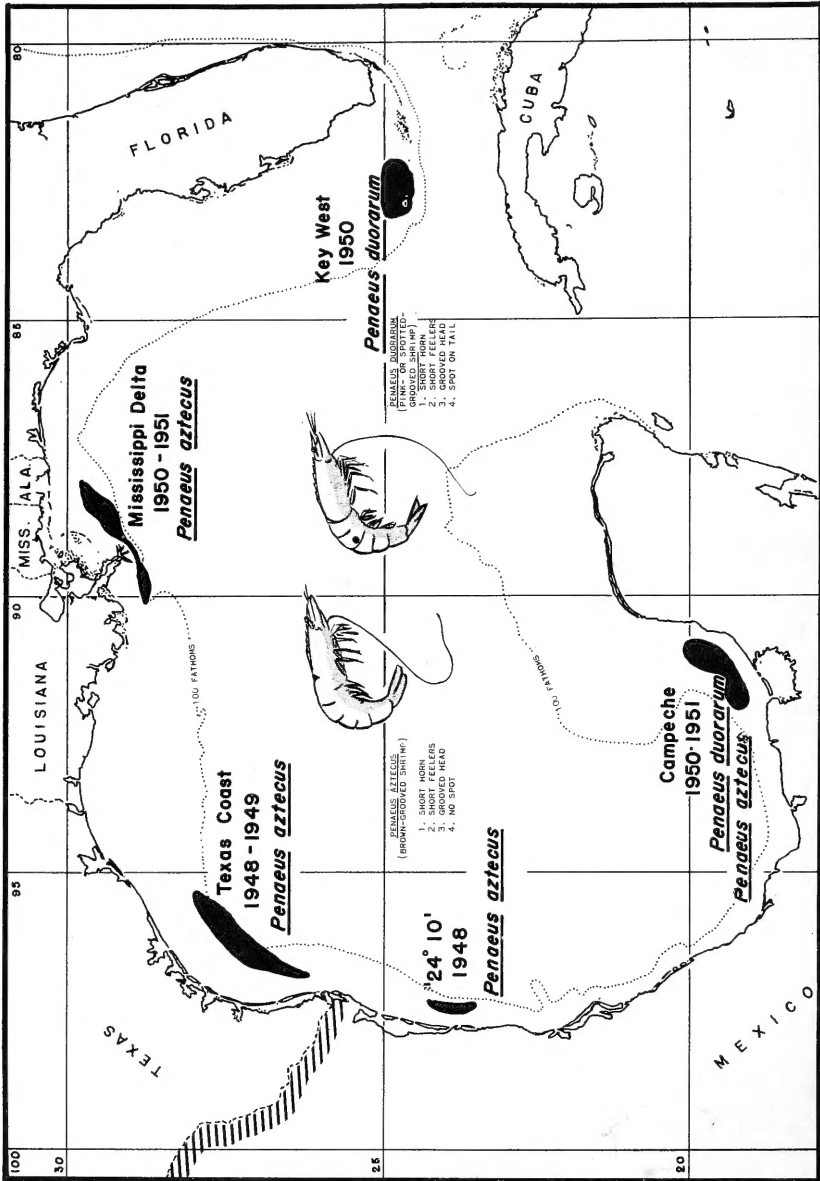 100
95
90
85
80
30
25
20
TEXAS
LOUISIANA
MISS.
ALA.
FLORIDA
CUBA
MEXICO
Texas Coast
1948-1949
Penaeus aztecus
Mississippi Delta
1950-1951
Penaeus aztecus
Key West
1950
Penaeus duorarum
"24° 10'
1948
Penaeus aztecus
Campeche
1950-1951
Penaeus duorarum
Penaeus aztecus
100 FATHOMS
100 FATHOMS
PENAEUS AZTECUS
(BROWN-GROOVED SHRIMP)
1. SHORT HORN
2. SHORT FEELERS
3. GROOVED HEAD
4. NO SPOT
PENAEUS DUORARUM
(PINK- OR SPOTTED-
GROOVED SHRIMP)
1. SHORT HORN
2. SHORT FEELERS
3. GROOVED HEAD
4. SPOT ON TAIL